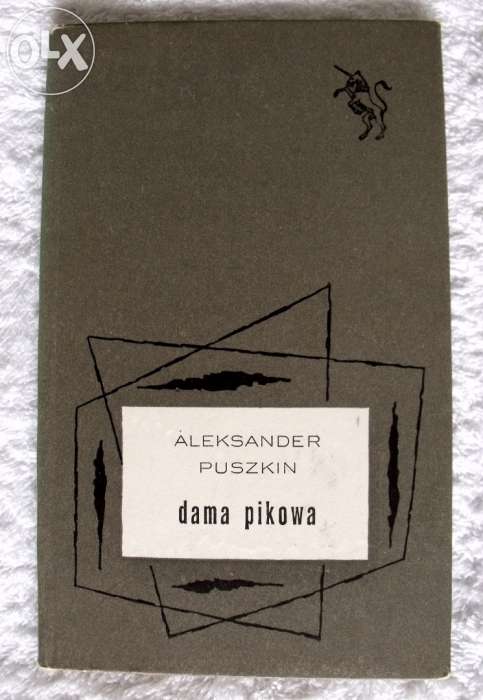 OLX
ALEKSANDER
PUSZKIN
dama pikowa